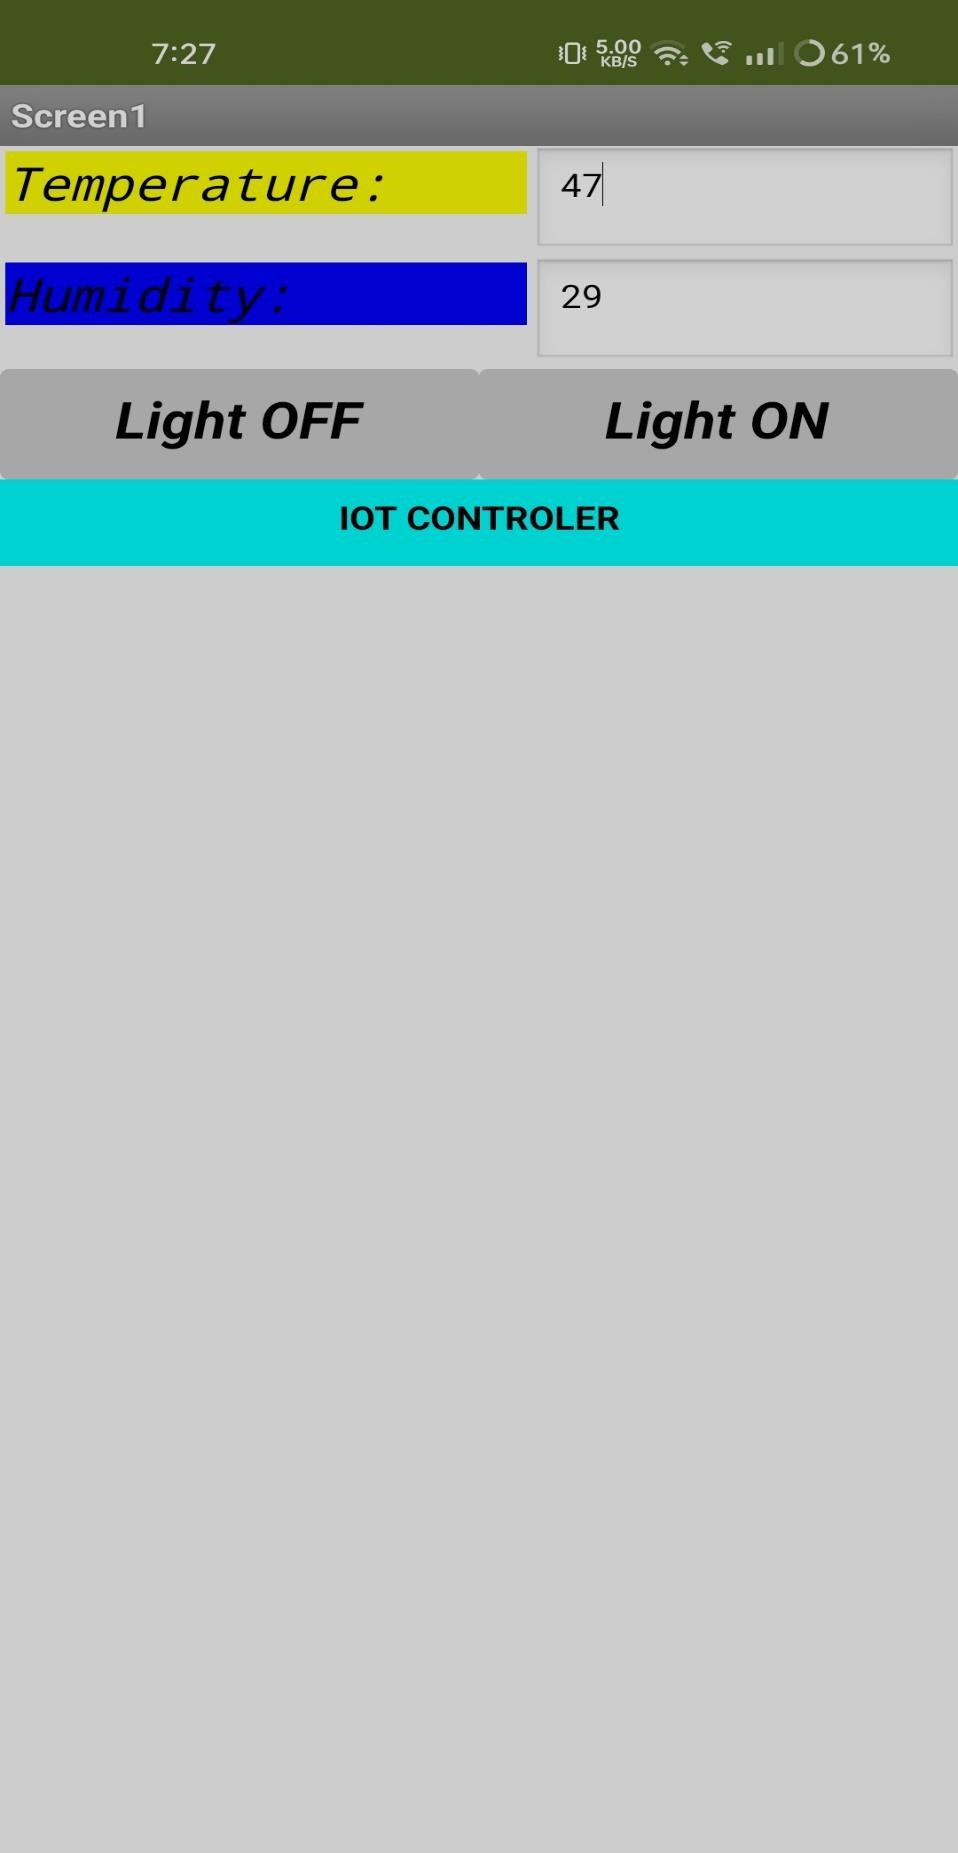 7:27 5.00 KB/S 61%
Screen1
Temperature: 47
Humidity: 29
Light OFF Light ON
IOT CONTROLER